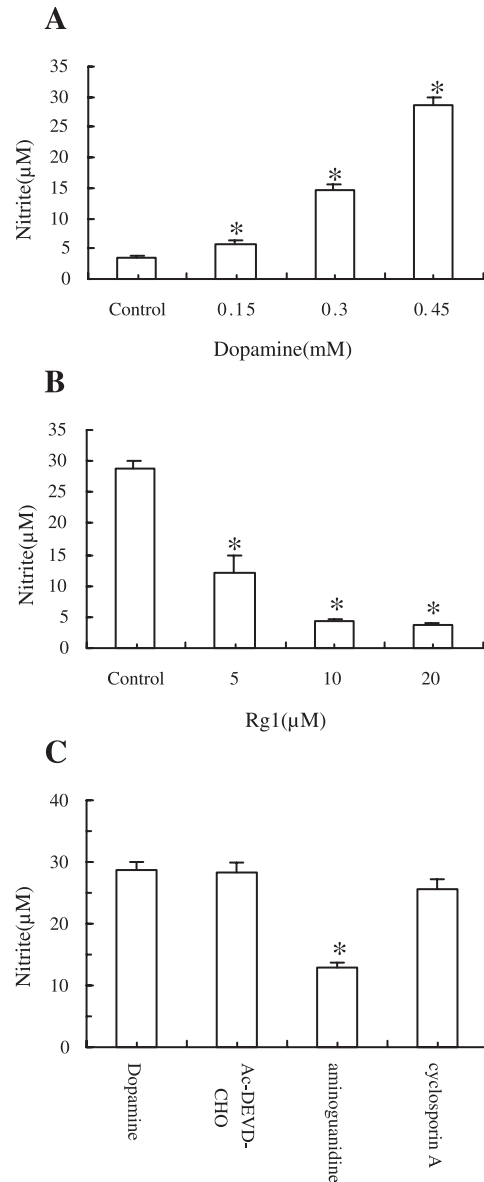 A
35
30
25
20
15
10
5
0
Nitrite(µM)
*
*
*
Control 0.15 0.3 0.45
Dopamine(mM)
B
35
30
25
20
15
10
5
0
Nitrite(µM)
*
*
*
Control 5 10 20
Rg1(µM)
C
40
30
20
10
0
Nitrite(µM)
*
Dopamine
Ac-DEVD-
CHO
aminoguanidine
cyclosporin A